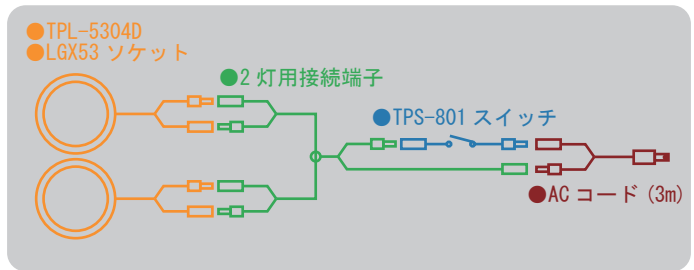 ●TPL-5304D
●LGX53 ソケット
●2 灯用接続端子
●TPS-801 スイッチ
●AC コード (3m)